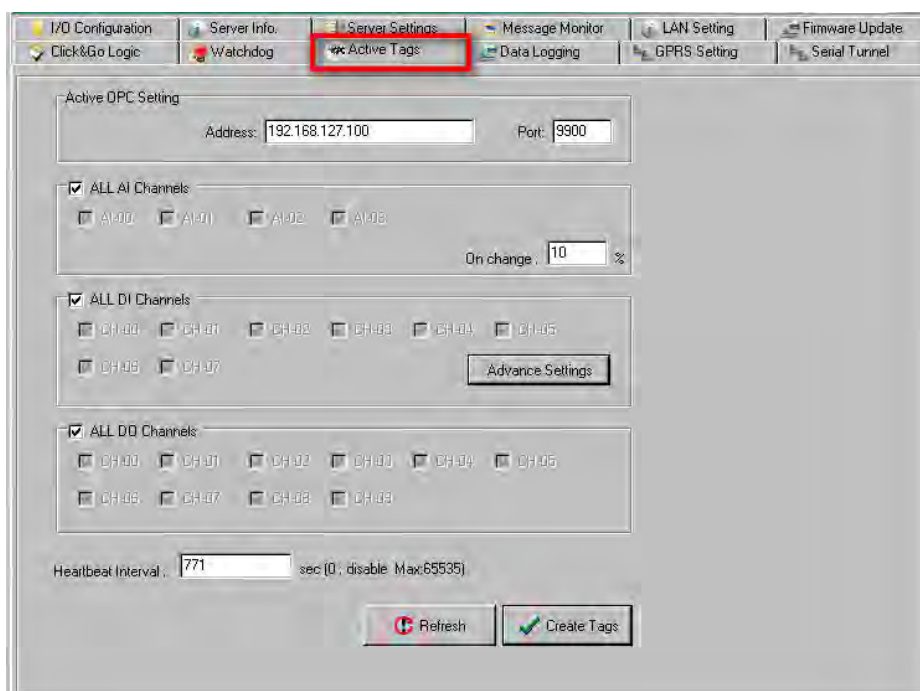 I/O Configuration Server Info. Server Settings Message Monitor LAN Setting Firmware Update
Click&Go Logic Watchdog Active Tags Data Logging GPRS Setting Serial Tunnel
Active OPC Setting
Address: 192.168.127.100 Port: 9900
ALL AI Channels
AI-00 AI-01 AI-02 AI-03
On change : 10 %
ALL DI Channels
CH-00 CH-01 CH-02 CH-03 CH-04 CH-05
CH-06 CH-07 Advance Settings
ALL DO Channels
CH-00 CH-01 CH-02 CH-03 CH-04 CH-05
CH-06 CH-07 CH-08 CH-09
Heartbeat Interval : 771 sec (0 : disable Max:65535)
Refresh Create Tags